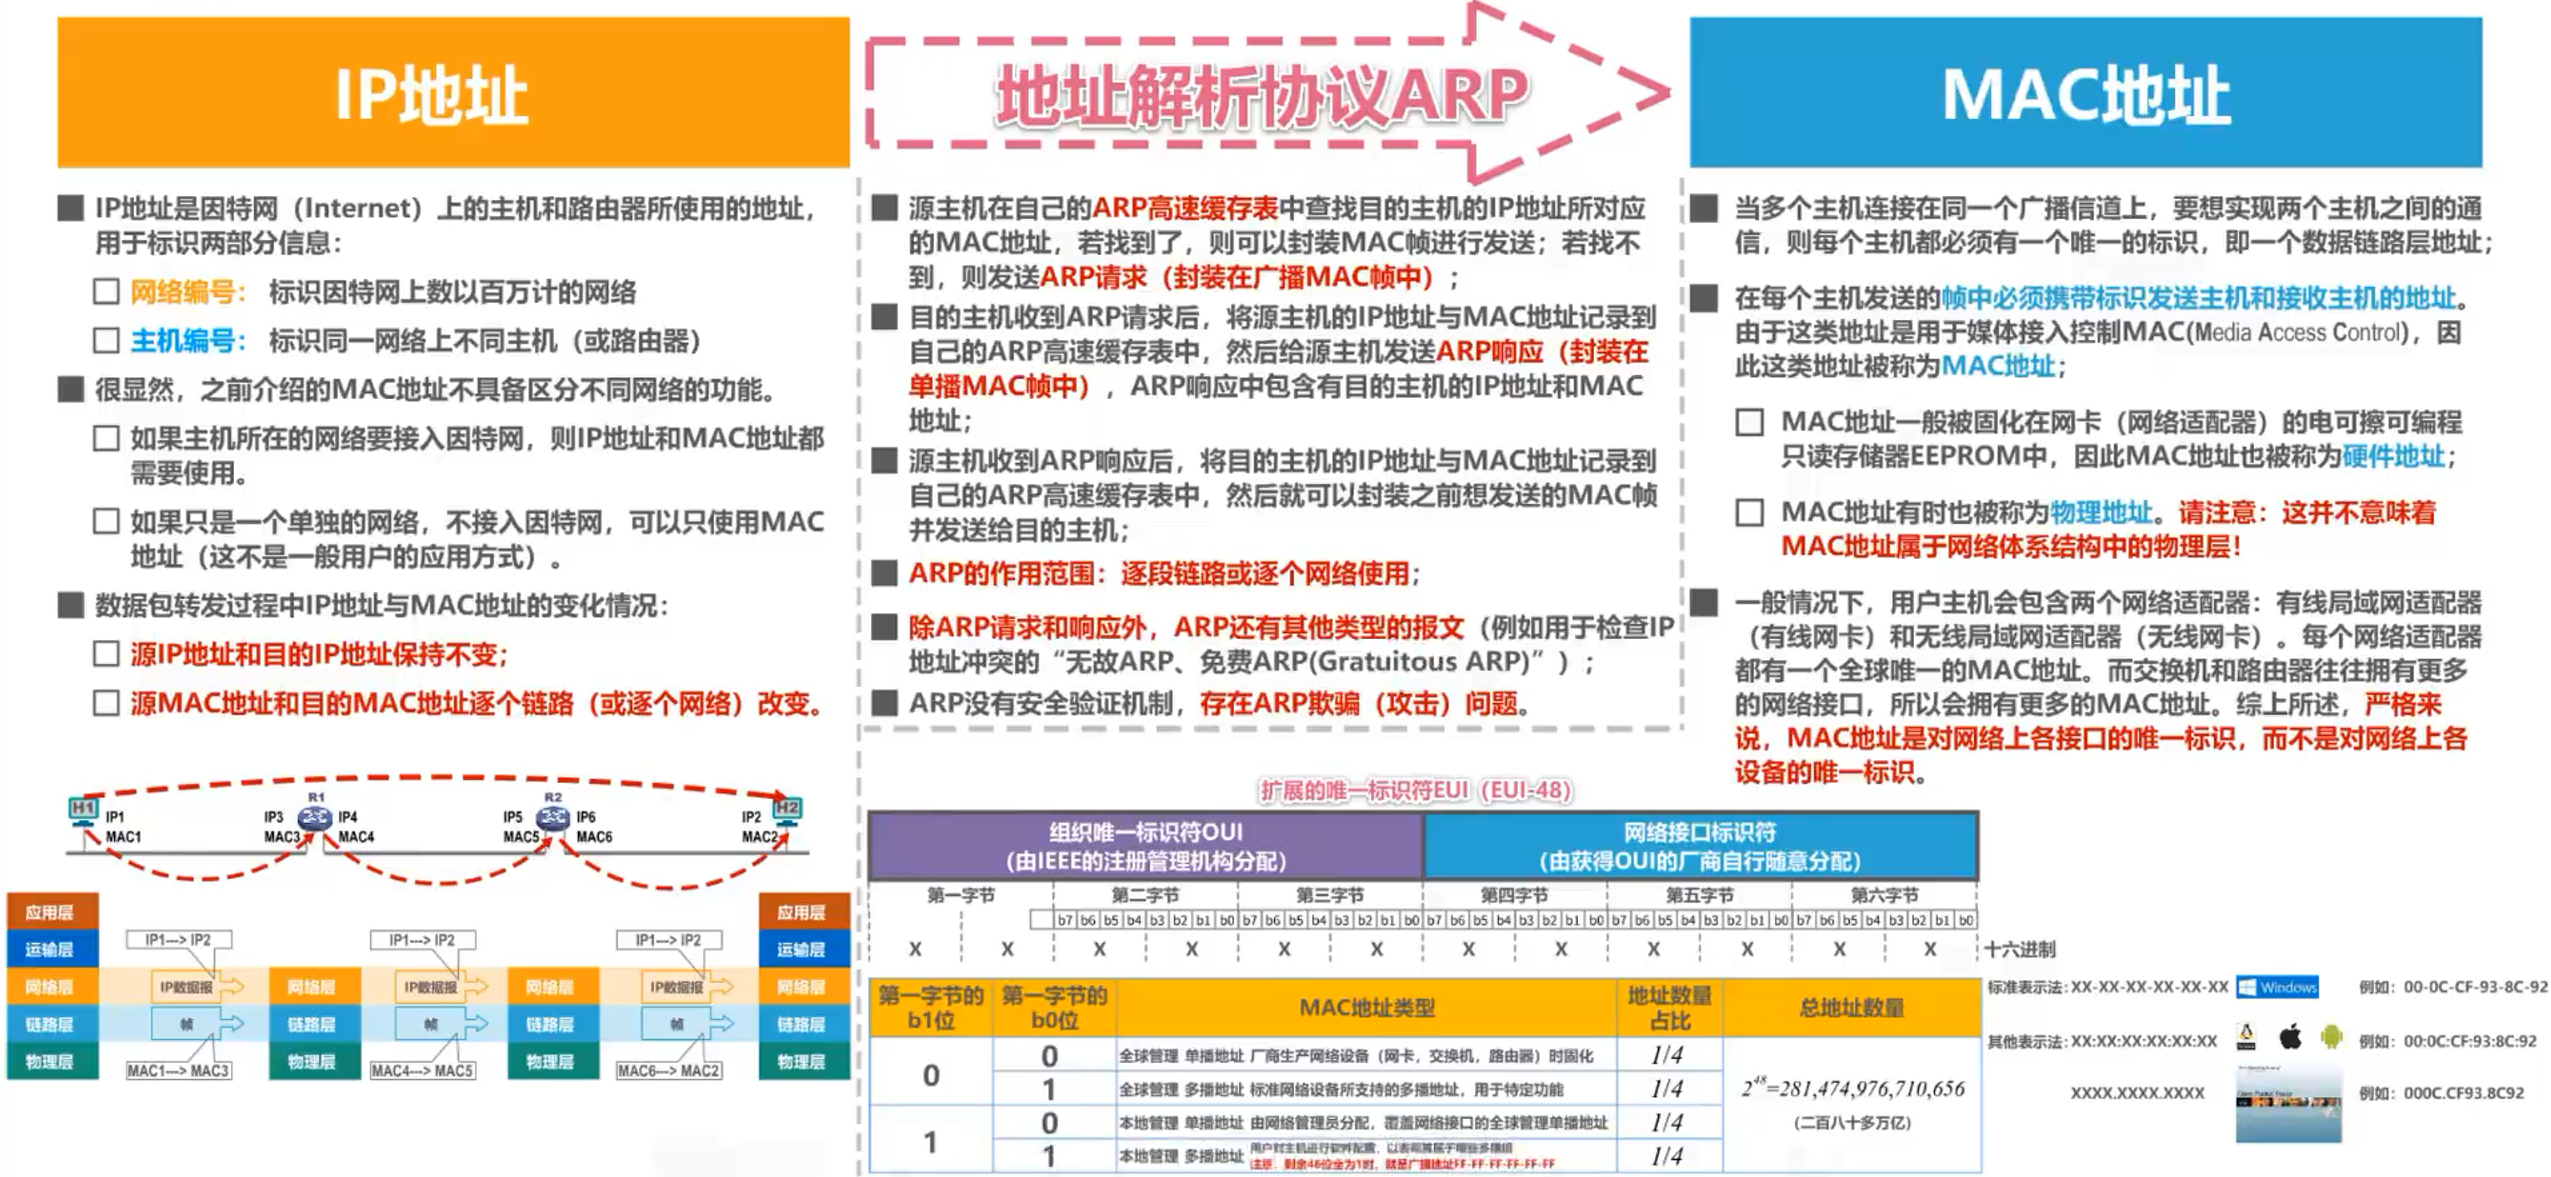 IP地址
IP地址是因特网（Internet）上的主机和路由器所使用的地址，
用于标识两部分信息：
网络编号： 标识因特网上数以百万计的网络
主机编号： 标识同一网络上不同主机（或路由器）
很显然，之前介绍的MAC地址不具备区分不同网络的功能。
如果主机所在的网络要接入因特网，则IP地址和MAC地址都
需要使用。
如果只是一个单独的网络，不接入因特网，可以只使用MAC
地址（这不是一般用户的应用方式）。
数据包转发过程中IP地址与MAC地址的变化情况：
源IP地址和目的IP地址保持不变；
源MAC地址和目的MAC地址逐个链路（或逐个网络）改变。
H1 R1 R2 H2
IP1 IP3 IP4 IP5 IP6 IP2
MAC1 MAC3 MAC4 MAC5 MAC6 MAC2
应用层 应用层
运输层 IP1---> IP2 IP1---> IP2 IP1---> IP2 运输层
网络层 IP数据报 网络层 IP数据报 网络层 IP数据报 网络层
链路层 帧 链路层 帧 链路层 帧 链路层
物理层 MAC1---> MAC3 物理层 MAC4---> MAC5 物理层 MAC6---> MAC2 物理层
地址解析协议ARP
源主机在自己的ARP高速缓存表中查找目的主机的IP地址所对应
的MAC地址，若找到了，则可以封装MAC帧进行发送；若找不
到，则发送ARP请求（封装在广播MAC帧中）；
目的主机收到ARP请求后，将源主机的IP地址与MAC地址记录到
自己的ARP高速缓存表中，然后给源主机发送ARP响应（封装在
单播MAC帧中），ARP响应中包含有目的主机的IP地址和MAC
地址；
源主机收到ARP响应后，将目的主机的IP地址与MAC地址记录到
自己的ARP高速缓存表中，然后就可以封装之前想发送的MAC帧
并发送给目的主机；
ARP的作用范围：逐段链路或逐个网络使用；
除ARP请求和响应外，ARP还有其他类型的报文（例如用于检查IP
地址冲突的“无故ARP、免费ARP(Gratuitous ARP)”）；
ARP没有安全验证机制，存在ARP欺骗（攻击）问题。
MAC地址
当多个主机连接在同一个广播信道上，要想实现两个主机之间的通
信，则每个主机都必须有一个唯一的标识，即一个数据链路层地址；
在每个主机发送的帧中必须携带标识发送主机和接收主机的地址。
由于这类地址是用于媒体接入控制MAC(Media Access Control)，因
此这类地址被称为MAC地址；
MAC地址一般被固化在网卡（网络适配器）的电可擦可编程
只读存储器EEPROM中，因此MAC地址也被称为硬件地址；
MAC地址有时也被称为物理地址。请注意：这并不意味着
MAC地址属于网络体系结构中的物理层！
一般情况下，用户主机会包含两个网络适配器：有线局域网适配器
（有线网卡）和无线局域网适配器（无线网卡）。每个网络适配器
都有一个全球唯一的MAC地址。而交换机和路由器往往拥有更多
的网络接口，所以会拥有更多的MAC地址。综上所述，严格来
说，MAC地址是对网络上各接口的唯一标识，而不是对网络上各
设备的唯一标识。
扩展的唯一标识符EUI（EUI-48）
组织唯一标识符OUI 网络接口标识符
（由IEEE的注册管理机构分配） （由获得OUI的厂商自行随意分配）
第一字节 第二字节 第三字节 第四字节 第五字节 第六字节
b7 b6 b5 b4 b3 b2 b1 b0 b7 b6 b5 b4 b3 b2 b1 b0 b7 b6 b5 b4 b3 b2 b1 b0 b7 b6 b5 b4 b3 b2 b1 b0 b7 b6 b5 b4 b3 b2 b1 b0
X X X X X X X X X X X X 十六进制
第一字节的b1位 第一字节的b0位 MAC地址类型 地址数量占比 总地址数量
0 0 全球管理 单播地址 厂商生产网络设备（网卡，交换机，路由器）时固化 1/4
1 全球管理 多播地址 标准网络设备所支持的多播地址，用于特定功能 1/4
1 0 本地管理 单播地址 由网络管理员分配，覆盖网络接口的全球管理单播地址 1/4
1 本地管理 多播地址 用户对主机进行软件配置，以表明其属于哪些多播组 1/4
注意：剩余46位全为1时，就是广播地址FF-FF-FF-FF-FF-FF
2^48=281,474,976,710,656
（二百八十多万亿）
标准表示法：XX-XX-XX-XX-XX-XX Windows 例如：00-0C-CF-93-8C-92
其他表示法：XX:XX:XX:XX:XX:XX 例如：00:0C:CF:93:8C:92
XXXX.XXXX.XXXX 例如：000C.CF93.8C92